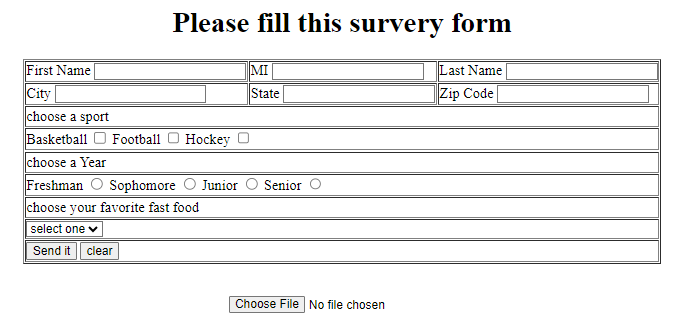 Please fill this survery form
First Name MI Last Name
City State Zip Code
choose a sport
Basketball Football Hockey
choose a Year
Freshman Sophomore Junior Senior
choose your favorite fast food
select one
Send it clear
Choose File No file chosen